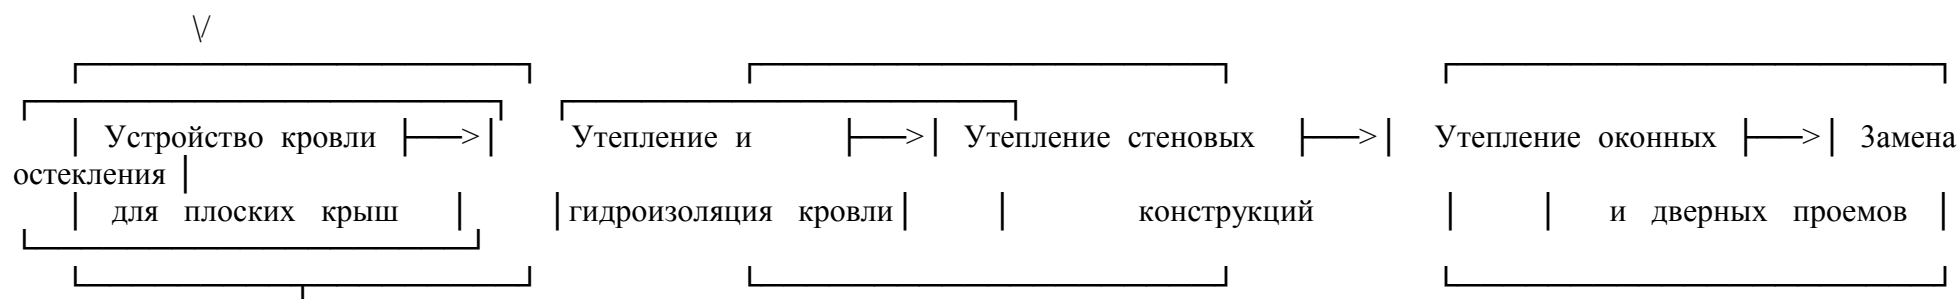 \/
Устройство кровли ├──>│ Утепление и ├──>│ Утепление стеновых ├──>│ Утепление оконных ├──>│ Замена
остекления │
│ для плоских крыш │ │гидроизоляция кровли│ │ конструкций │ │ и дверных проемов │